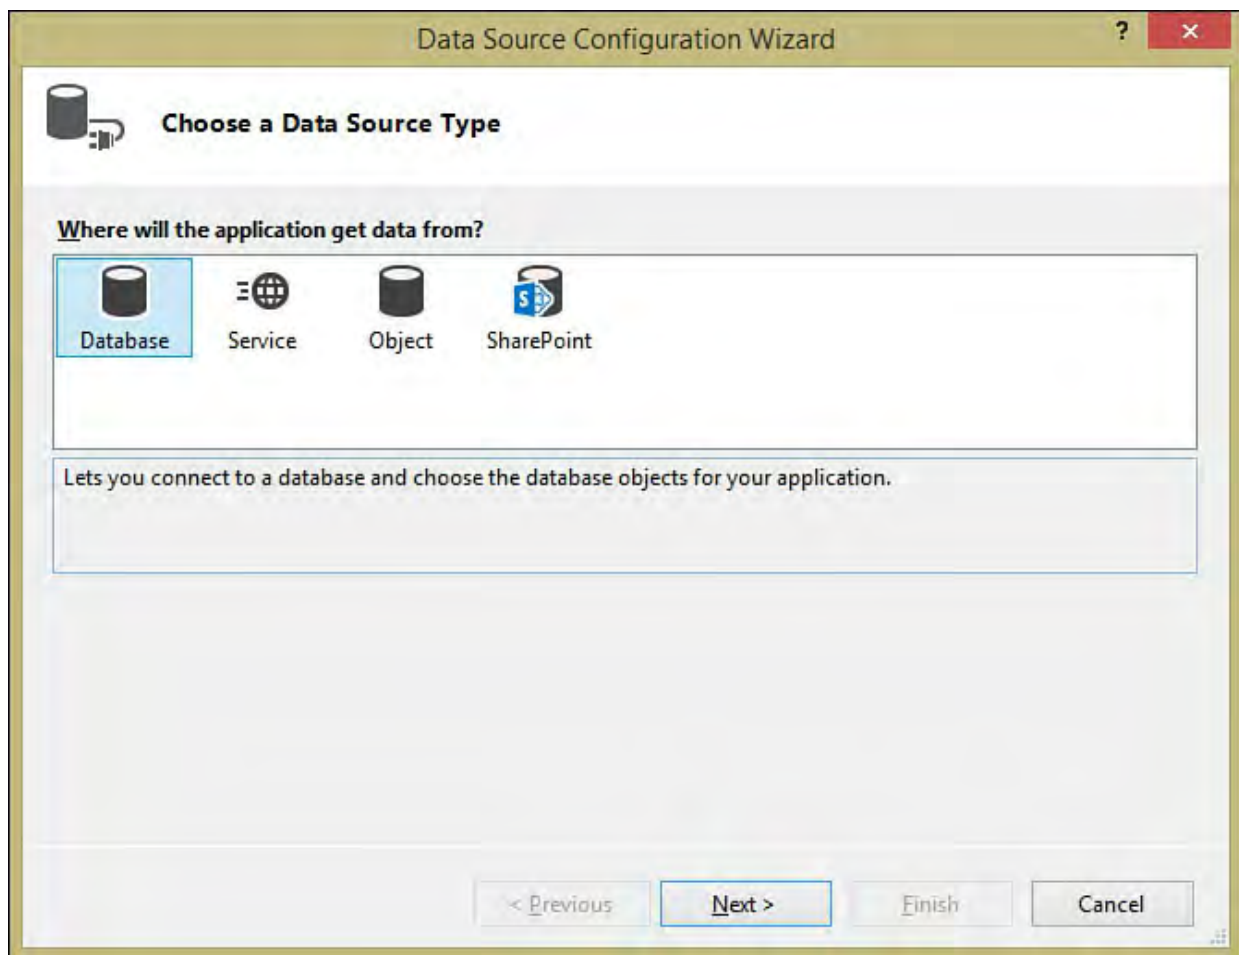 Data Source Configuration Wizard
?
Choose a Data Source Type
Where will the application get data from?
Database Service Object SharePoint
Lets you connect to a database and choose the database objects for your application.
< Previous Next > Finish Cancel